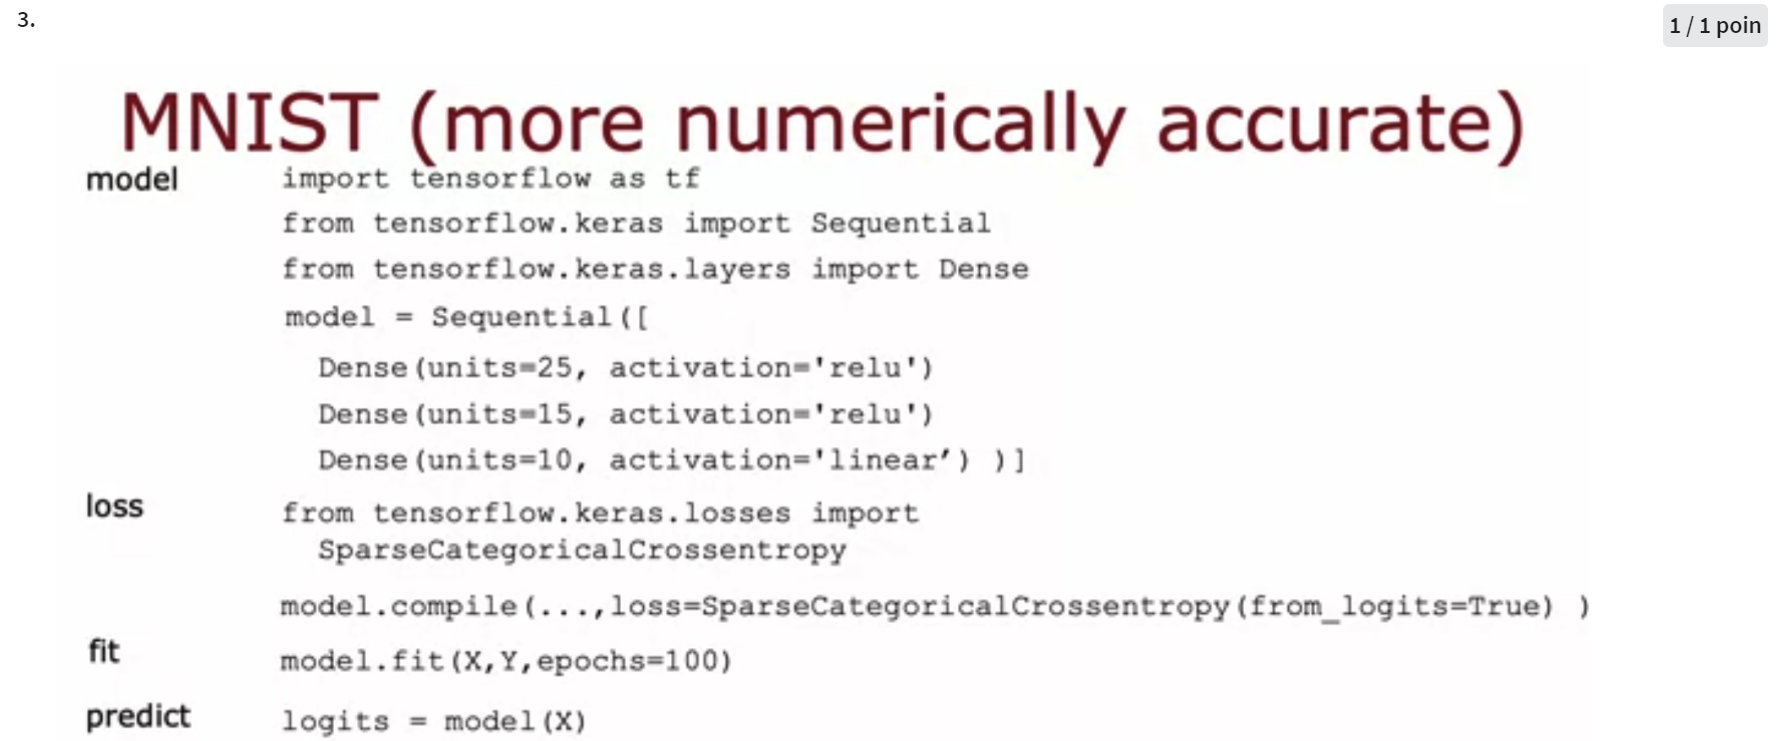 3.
1 / 1 poin
MNIST (more numerically accurate)
model import tensorflow as tf
from tensorflow.keras import Sequential
from tensorflow.keras.layers import Dense
model = Sequential([
Dense(units=25, activation='relu')
Dense(units=15, activation='relu')
Dense(units=10, activation='linear’) )]
loss from tensorflow.keras.losses import
SparseCategoricalCrossentropy
model.compile(...,loss=SparseCategoricalCrossentropy(from_logits=True) )
fit model.fit(X,Y,epochs=100)
predict logits = model(X)